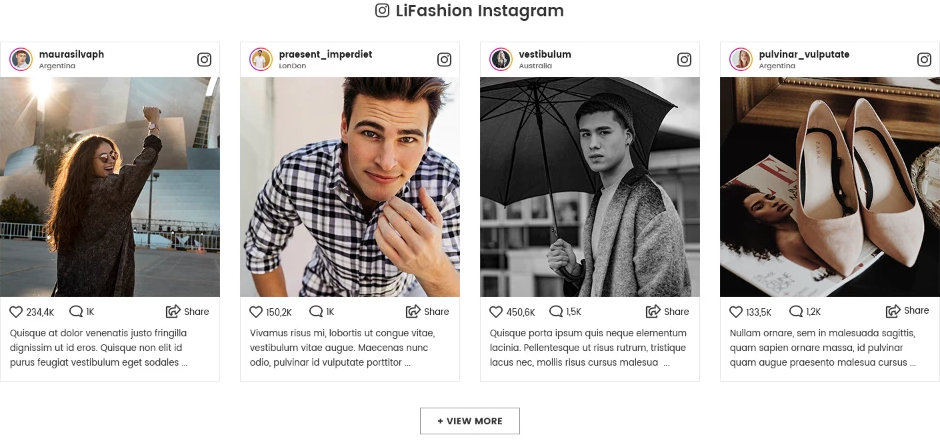 LiFashion Instagram
maurasilvaph
Argentina
234,4K 1K Share
Quisque at dolor venenatis justo fringilla
dignissim ut id eros. Quisque non elit id
purus feugiat vestibulum eget sodales ...
praesent_imperdiet
LonDon
150,2K 1K Share
Vivamus risus mi, lobortis ut congue vitae,
vestibulum vitae augue. Maecenas nunc
odio, pulvinar id vulputate porttitor ...
vestibulum
Australia
450,6K 1,5K Share
Quisque porta ipsum quis neque elementum
lacinia. Pellentesque ut risus rutrum, tristique
lacus nec, mollis risus cursus malesua ...
pulvinar_vulputate
Argentina
133,5K 1,2K Share
Nullam ornare, sem in malesuada sagittis,
quam sapien ornare massa, id pulvinar
quam augue praesento malesua cursus ...
+ VIEW MORE